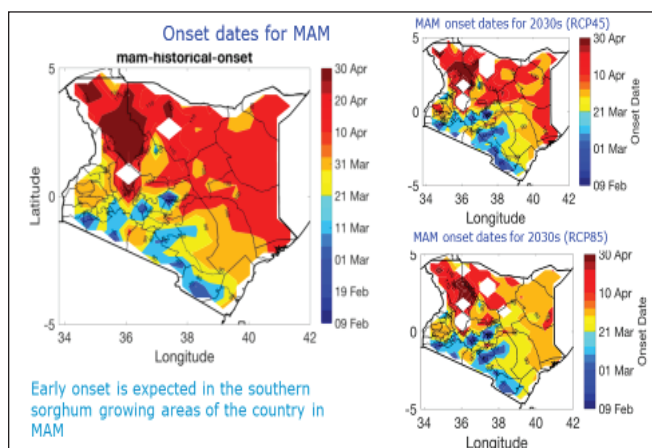 Onset dates for MAM
mam-historical-onset
5
0
-5
Latitude
34 36 38 40 42
Longitude
30 Apr
20 Apr
10 Apr
31 Mar
21 Mar
11 Mar
01 Mar
19 Feb
09 Feb
Early onset is expected in the southern
sorghum growing areas of the country in
MAM
MAM onset dates for 2030s (RCP45)
5
0
-5
34 36 38 40 42
Longitude
30 Apr
10 Apr
21 Mar
01 Mar
09 Feb
Onset Date
MAM onset dates for 2030s (RCP85)
5
0
-5
34 36 38 40 42
Longitude
30 Apr
10 Apr
21 Mar
01 Mar
09 Feb
Onset Date